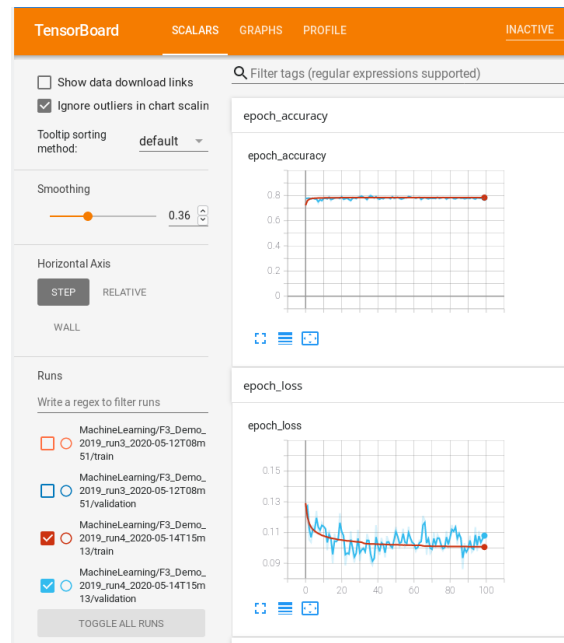 TensorBoard
SCALARS
GRAPHS
PROFILE
INACTIVE
Show data download links
Ignore outliers in chart scalin
Tooltip sorting
method:
default
Smoothing
0.36
Horizontal Axis
STEP
RELATIVE
WALL
Runs
Write a regex to filter runs
MachineLearning/F3_Demo_
2019_run3_2020-05-12T08m
51/train
MachineLearning/F3_Demo_
2019_run3_2020-05-12T08m
51/validation
MachineLearning/F3_Demo_
2019_run4_2020-05-14T15m
13/train
MachineLearning/F3_Demo_
2019_run4_2020-05-14T15m
13/validation
TOGGLE ALL RUNS
Filter tags (regular expressions supported)
epoch_accuracy
epoch_accuracy
0.8
0.6
0.4
0.2
0
epoch_loss
epoch_loss
0.15
0.13
0.11
0.09
0 20 40 60 80 100